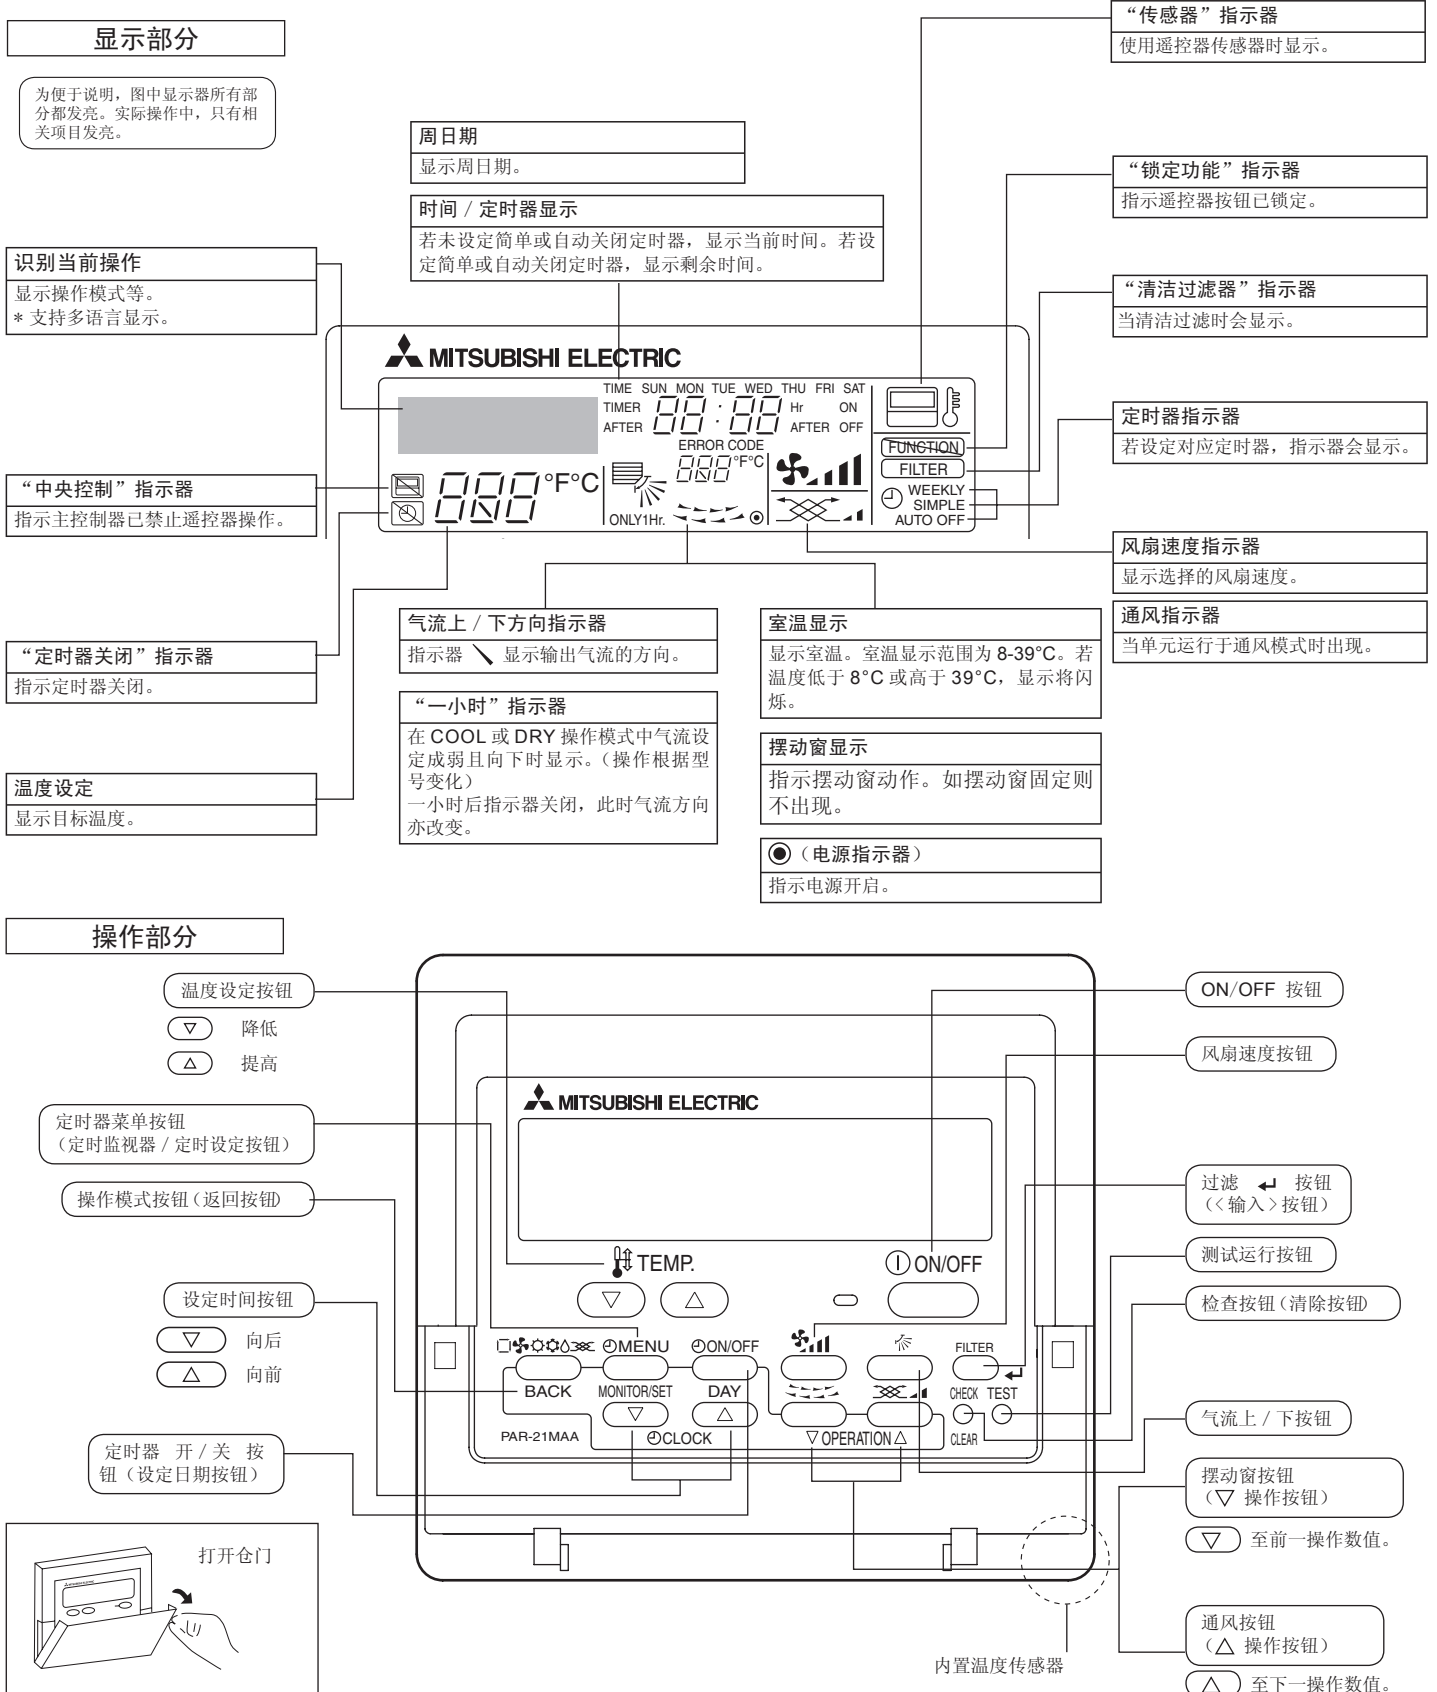 显示部分
为便于说明，图中显示器所有部
分都发亮。实际操作中，只有相
关项目发亮。
“传感器”指示器
使用遥控器传感器时显示。
周日期
显示周日期。
时间 / 定时器显示
若未设定简单或自动关闭定时器，显示当前时间。若设
定简单或自动关闭定时器，显示剩余时间。
“锁定功能”指示器
指示遥控器按钮已锁定。
识别当前操作
显示操作模式等。
* 支持多语言显示。
“清洁过滤器”指示器
当清洁过滤时会显示。
MITSUBISHI ELECTRIC
TIME SUN MON TUE WED THU FRI SAT
TIMER 88:88 Hr ON
AFTER AFTER OFF
ERROR CODE
888°F°C
FUNCTION
FILTER
888°F°C
ONLY1Hr.
WEEKLY
SIMPLE
AUTO OFF
定时器指示器
若设定对应定时器，指示器会显示。
“中央控制”指示器
指示主控制器已禁止遥控器操作。
风扇速度指示器
显示选择的风扇速度。
通风指示器
当单元运行于通风模式时出现。
“定时器关闭”指示器
指示定时器关闭。
气流上 / 下方向指示器
指示器 显示输出气流的方向。
室温显示
显示室温。室温显示范围为 8-39°C。若
温度低于 8°C 或高于 39°C，显示将闪
烁。
“一小时”指示器
在 COOL 或 DRY 操作模式中气流设
定成弱且向下时显示。（操作根据型
号变化）
一小时后指示器关闭，此时气流方向
亦改变。
摆动窗显示
指示摆动窗动作。如摆动窗固定则
不出现。
温度设定
显示目标温度。
◉（电源指示器）
指示电源开启。
操作部分
温度设定按钮
▽ 降低
△ 提高
定时器菜单按钮
（定时监视器 / 定时设定按钮）
操作模式按钮（返回按钮）
设定时间按钮
▽ 向后
△ 向前
定时器 开 / 关 按
钮（设定日期按钮）
打开仓门
MITSUBISHI ELECTRIC
TEMP.
ON/OFF
▽ △
MENU ON/OFF FILTER
BACK MONITOR/SET DAY CHECK TEST
▽ △
PAR-21MAA CLOCK ▽ OPERATION △ CLEAR
ON/OFF 按钮
风扇速度按钮
过滤 ↵ 按钮
（<输入>按钮）
测试运行按钮
检查按钮（清除按钮）
气流上 / 下按钮
摆动窗按钮
（▽ 操作按钮）
▽ 至前一操作数值。
通风按钮
（△ 操作按钮）
△ 至下一操作数值。
内置温度传感器